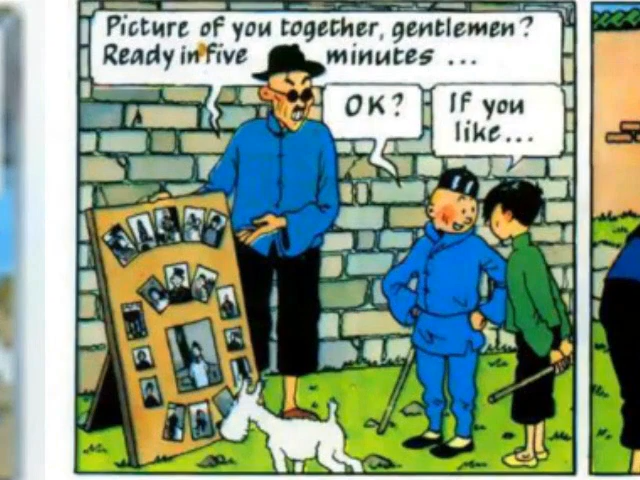 Picture of you together, gentlemen?
Ready in five minutes ...
OK?
If you
like...